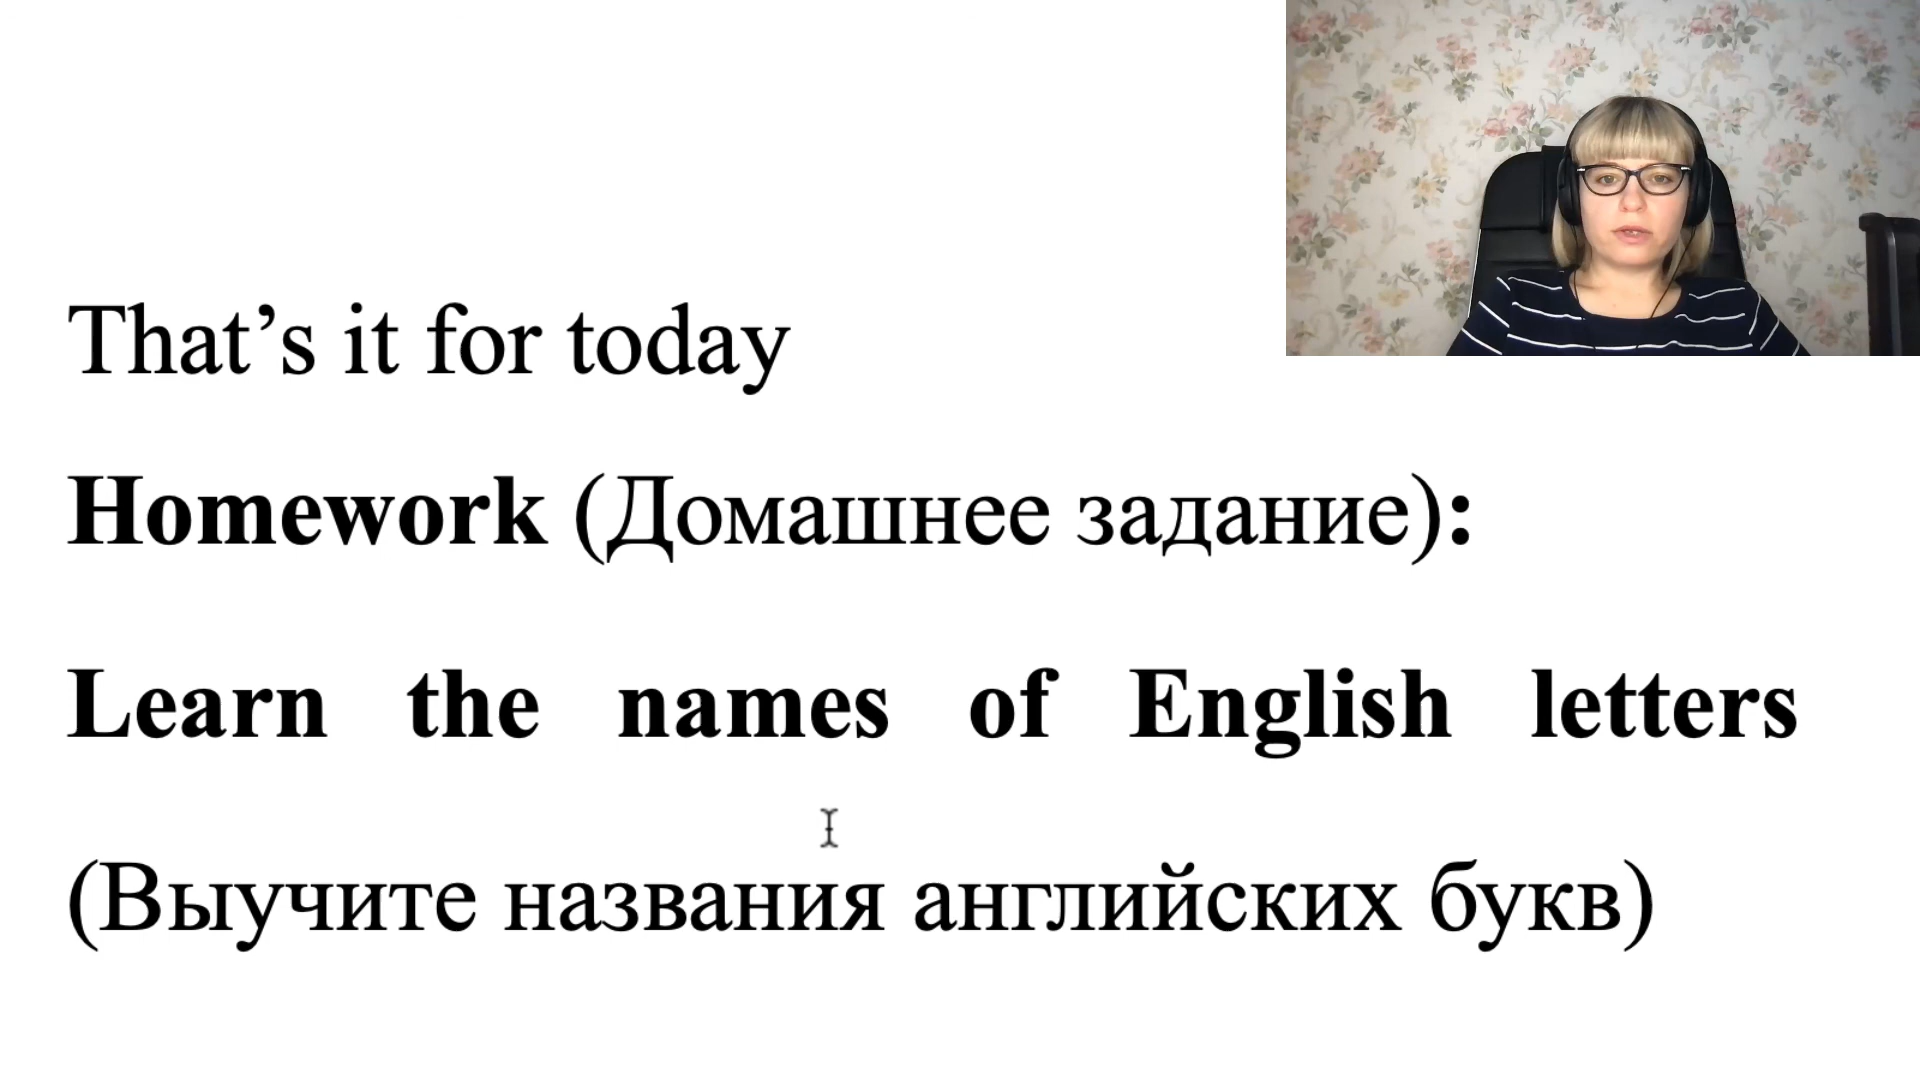 That’s it for today
Homework (Домашнее задание):
Learn the names of English letters
(Выучите названия английских букв)